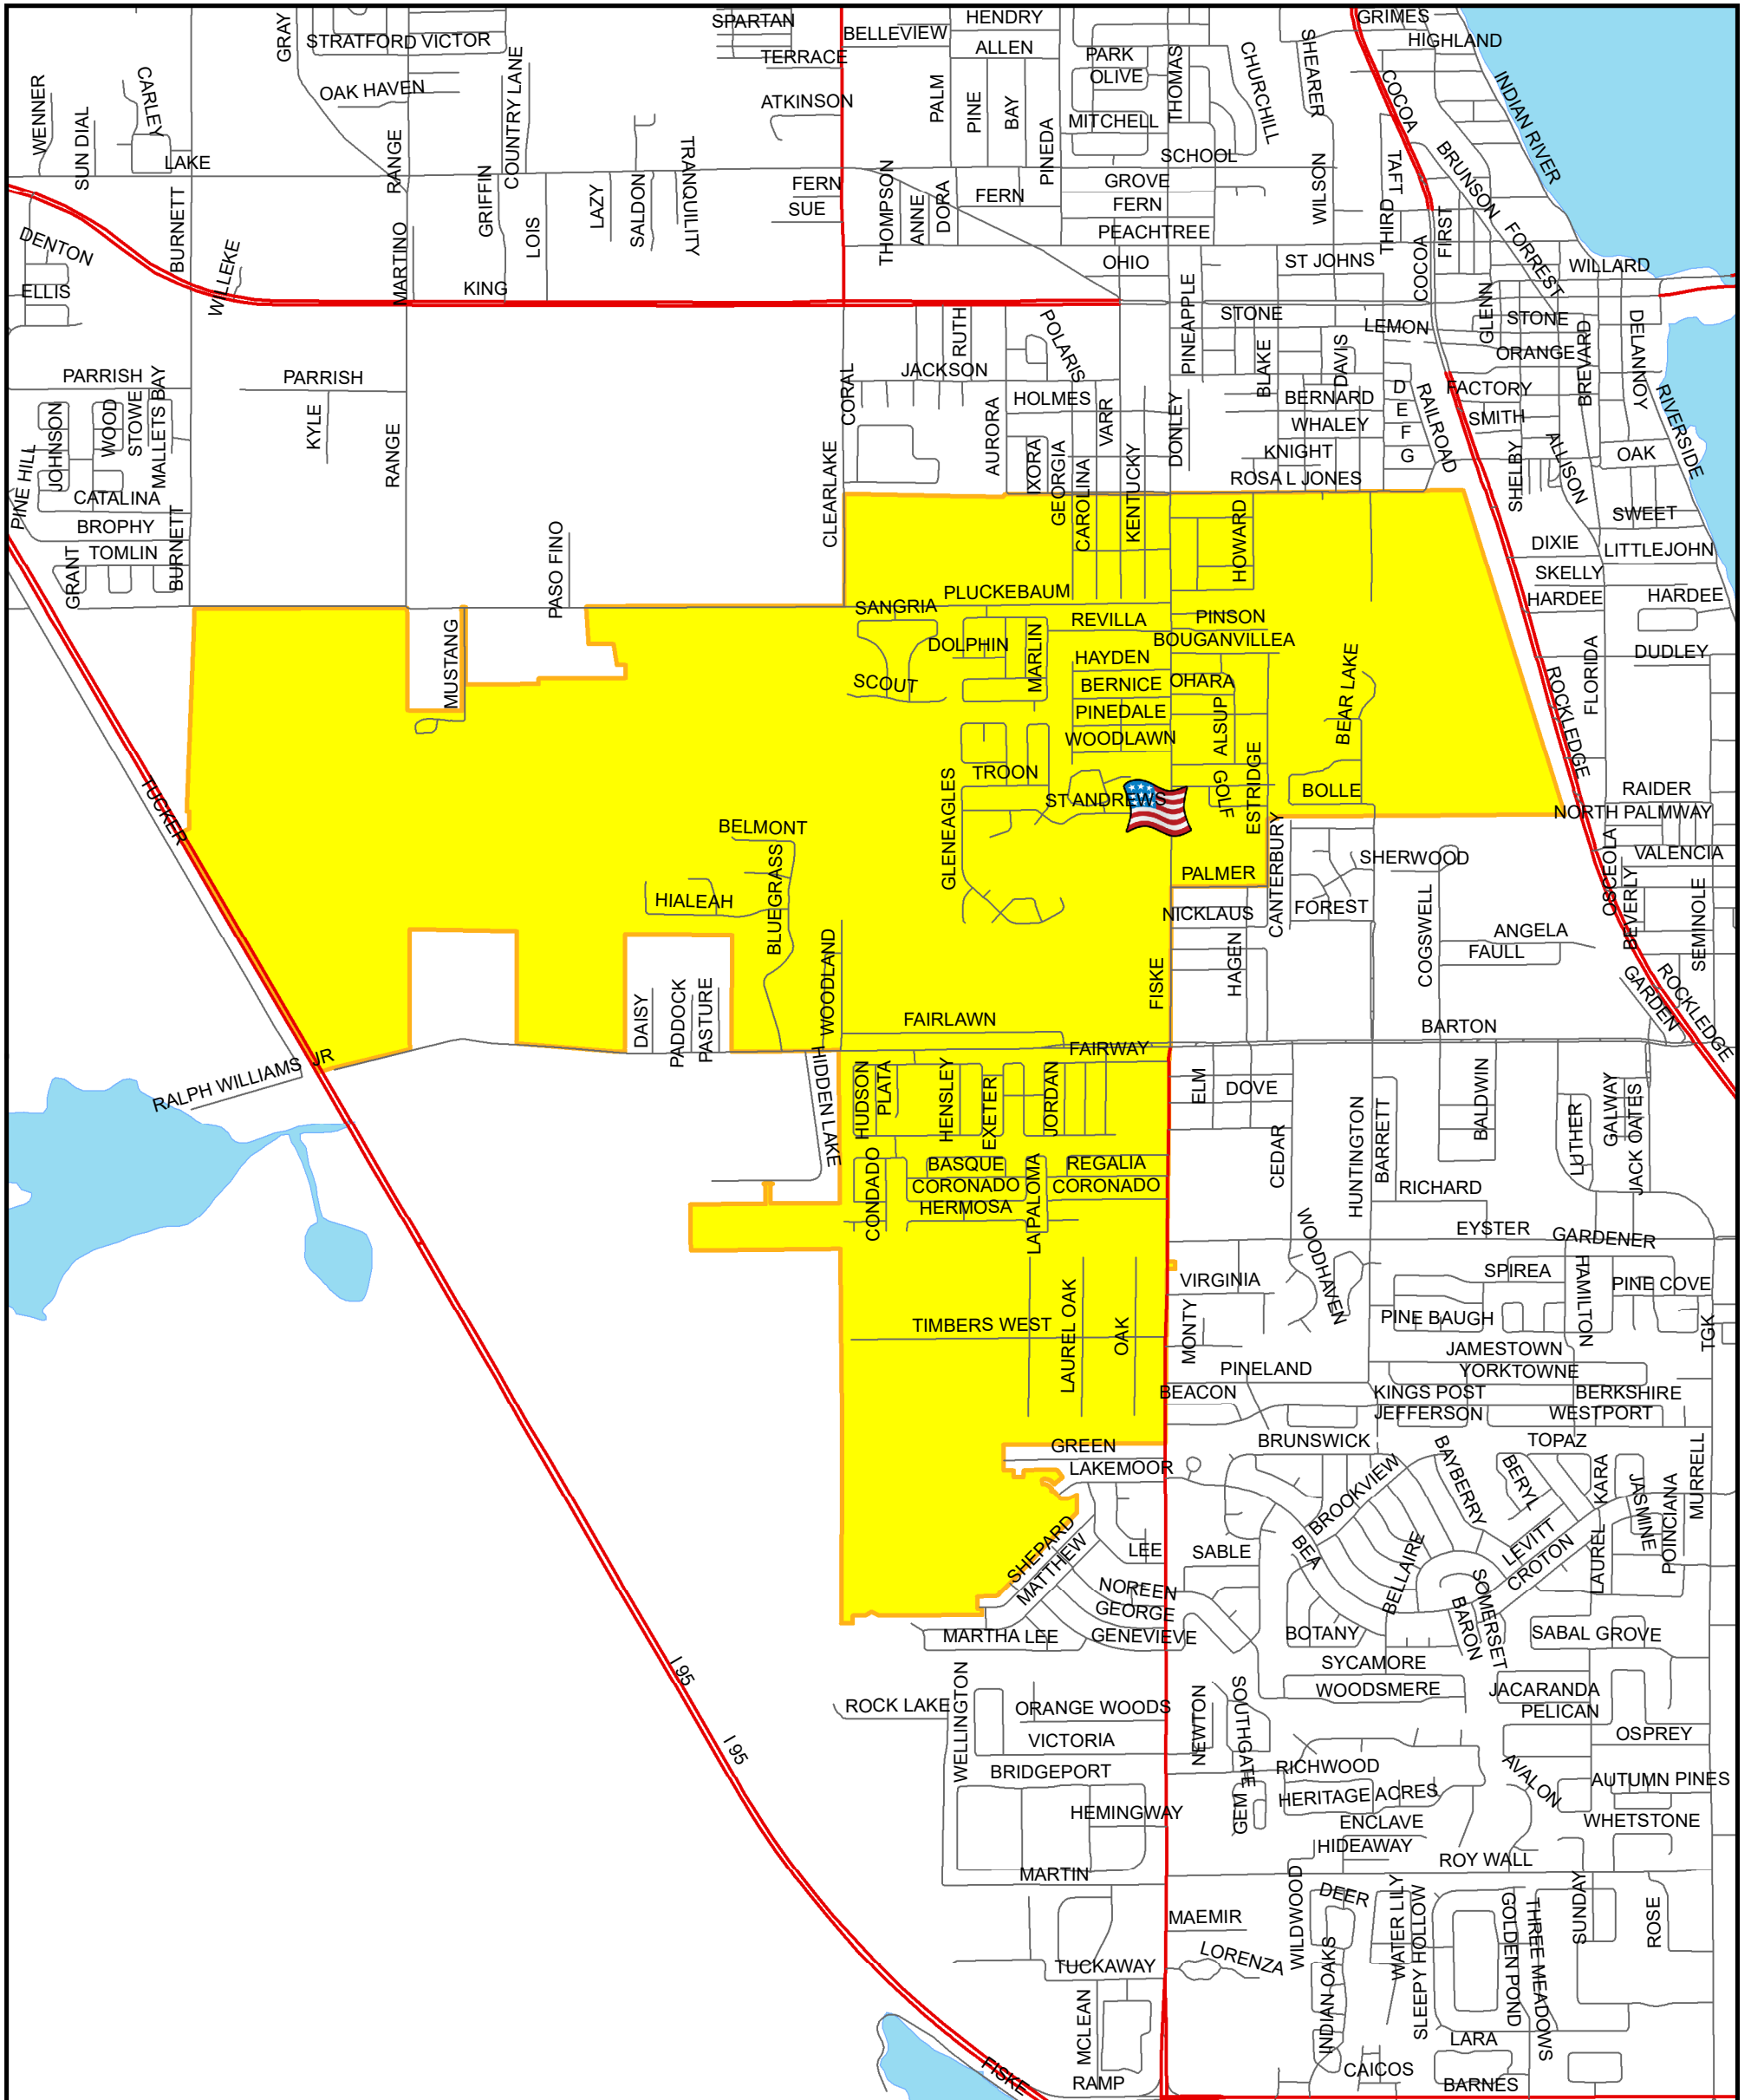 SPARTAN
HENDRY
GRIMES
GRAY
STRATFORD
VICTOR
BELLEVIEW
ALLEN
HIGHLAND
TERRACE
PARK
OLIVE
THOMAS
CHURCHILL
SHEARER
COCOA
INDIAN RIVER
WENNER
SUN DIAL
CARLEY
OAK HAVEN
COUNTRY LANE
ATKINSON
PALM
PINE
BAY
MITCHELL
PINEDA
SCHOOL
LAKE
RANGE
GRIFFIN
TRANQUILITY
FERN
SUE
THOMPSON
ANNE
DORA
FERN
GROVE
FERN
PEACHTREE
WILSON
TAFT
BRUNSON
THIRD
FIRST
FORREST
BURNETT
DENTON
WILLEKE
MARTINO
LOIS
LAZY
SALDON
OHIO
ST JOHNS
COCOA
WILLARD
ELLIS
KING
PINEAPPLE
STONE
LEMON
GLENN
STONE
ORANGE
BREVARD
DELANNOY
RUTH
POLARIS
BLAKE
DAVIS
PARRISH
PARRISH
JACKSON
CORAL
HOLMES
BERNARD
D
FACTORY
RIVERSIDE
JOHNSON
WOOD
STOWE
MALLETS BAY
KYLE
RANGE
AURORA
VARR
DONLEY
WHALEY
E
SMITH
F
RAILROAD
G
KNIGHT
SHELBY
ALLISON
OAK
PINE HILL
CATALINA
BROPHY
TOMLIN
GRANT
BURNETT
PASO FINO
CLEARLAKE
IXORA
GEORGIA
CAROLINA
KENTUCKY
ROSA L JONES
HOWARD
SWEET
DIXIE
LITTLEJOHN
SKELLY
HARDEE
HARDEE
PLUCKEBAUM
SANGRIA
REVILLA
PINSON
BOUGANVILLEA
MUSTANG
DOLPHIN
MARLIN
HAYDEN
SCOUT
BERNICE
OHARA
PINEDALE
ALSUP
BEAR LAKE
FLORIDA
DUDLEY
ROCKLEDGE
WOODLAWN
TROON
ESTRIDGE
GOLF
BOLLE
RAIDER
ST ANDREWS
NORTH PALMWAY
TUCKER
BELMONT
GLENEAGLES
CANTERBURY
SHERWOOD
OSCEOLA
VALENCIA
PALMER
HIALEAH
BLUEGRASS
NICKLAUS
FOREST
COGSWELL
BEVERLY
SEMINOLE
ANGELA
FAULL
WOODLAND
HAGEN
FISKE
DAISY
PADDOCK
PASTURE
GARDEN
ROCKLEDGE
FAIRLAWN
BARTON
FAIRWAY
RALPH WILLIAMS JR
HIDDEN LAKE
HUDSON
PLATA
HENSLEY
EXETER
JORDAN
ELM
DOVE
BALDWIN
GALWAY
LUTHER
JACK OATES
CEDAR
HUNTINGTON
BARRETT
BASQUE
REGALIA
CORONADO
CORONADO
RICHARD
CONDADO
HERMOSA
LA PALOMA
EYSTER
GARDENER
WOODHAVEN
VIRGINIA
SPIREA
HAMILTON
PINE COVE
PINE BAUGH
TIMBERS WEST
LAUREL OAK
OAK
MONTY
TGK
JAMESTOWN
YORKTOWNE
PINELAND
BEACON
KINGS POST
BERKSHIRE
JEFFERSON
WESTPORT
GREEN
BRUNSWICK
TOPAZ
LAKEMOOR
BROOKVIEW
BAYBERRY
BERYL
KARA
JASMINE
POINCIANA
MURRELL
SHEPARD
MATTHEW
LEE
SABLE
BEA
BELLAIRE
LEVITT
CROTON
LAUREL
NOREEN
GEORGE
SOMERSET
BARON
MARTHA LEE
GENEVIEVE
BOTANY
SABAL GROVE
I 95
SYCAMORE
WOODSMERE
JACARANDA
PELICAN
ROCK LAKE
WELLINGTON
ORANGE WOODS
VICTORIA
NEWTON
SOUTHGATE
OSPREY
I 95
BRIDGEPORT
RICHWOOD
AVALON
AUTUMN PINES
HERITAGE ACRES
HEMINGWAY
GEM
ENCLAVE
WHETSTONE
HIDEAWAY
ROY WALL
MARTIN
WILDWOOD
DEER
WATER LILY
SLEEPY HOLLOW
GOLDEN POND
THREE MEADOWS
SUNDAY
ROSE
MAEMIR
TUCKAWAY
LORENZA
INDIAN OAKS
MCLEAN
LARA
CAICOS
FISKE
RAMP
BARNES